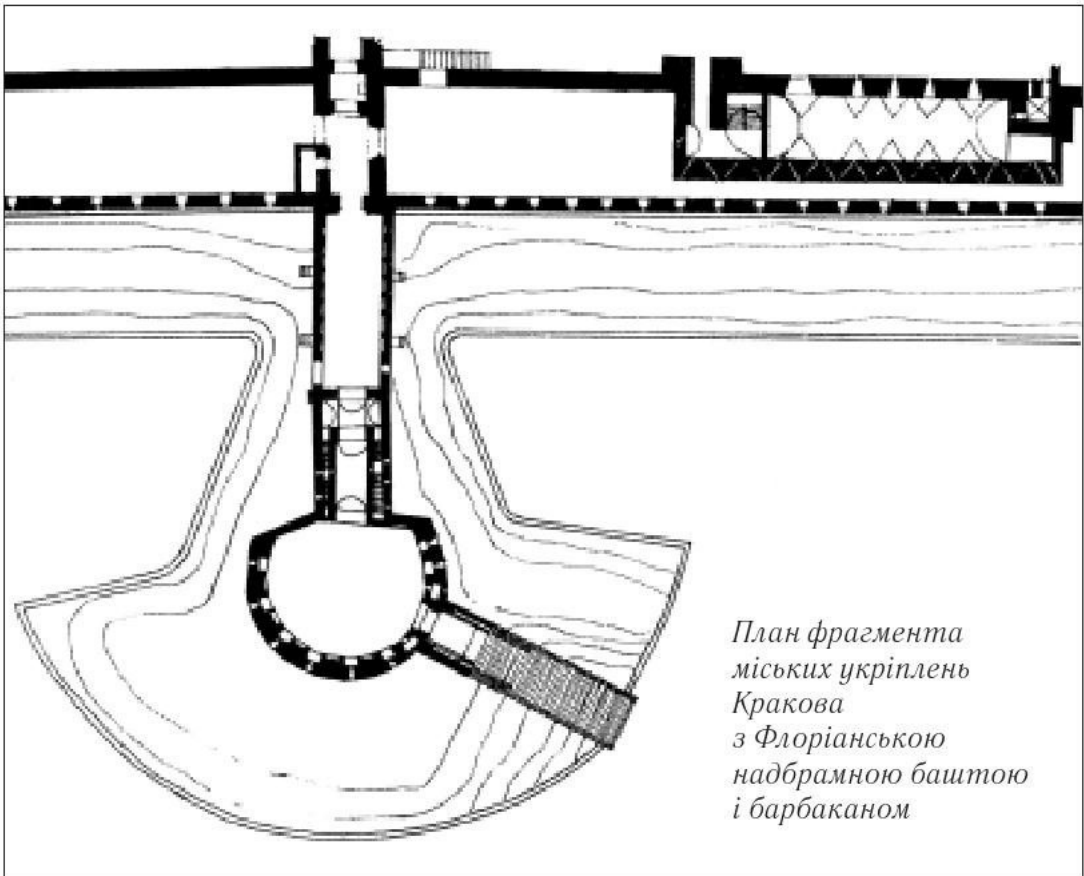 План фрагмента
міських укріплень
Кракова
з Флоріанською
надбрамною баштою
і барбаканом